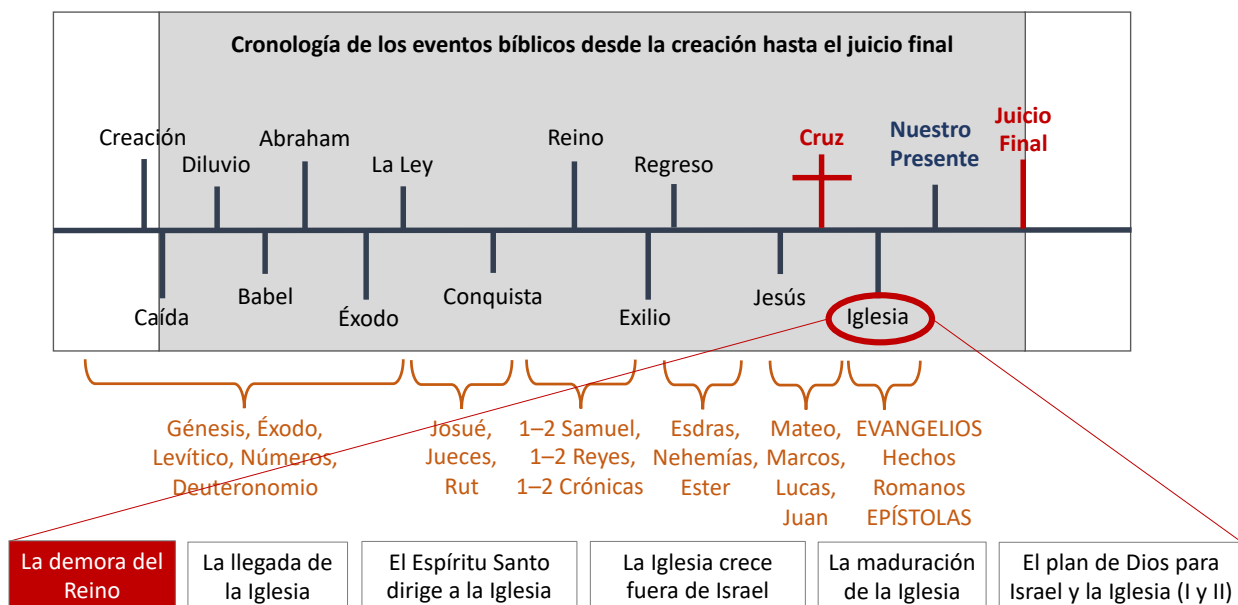 Cronología de los eventos bíblicos desde la creación hasta el juicio final
Creación
Diluvio
Abraham
La Ley
Reino
Regreso
Cruz
Nuestro
Presente
Juicio
Final
Caída
Babel
Éxodo
Conquista
Exilio
Jesús
Iglesia
Génesis, Éxodo,
Levítico, Números,
Deuteronomio
Josué,
Jueces,
Rut
1–2 Samuel,
1–2 Reyes,
1–2 Crónicas
Esdras,
Nehemías,
Ester
Mateo,
Marcos,
Lucas,
Juan
EVANGELIOS
Hechos
Romanos
EPÍSTOLAS
La demora del
Reino
La llegada de
la Iglesia
El Espíritu Santo
dirige a la Iglesia
La Iglesia crece
fuera de Israel
La maduración
de la Iglesia
El plan de Dios para
Israel y la Iglesia (I y II)